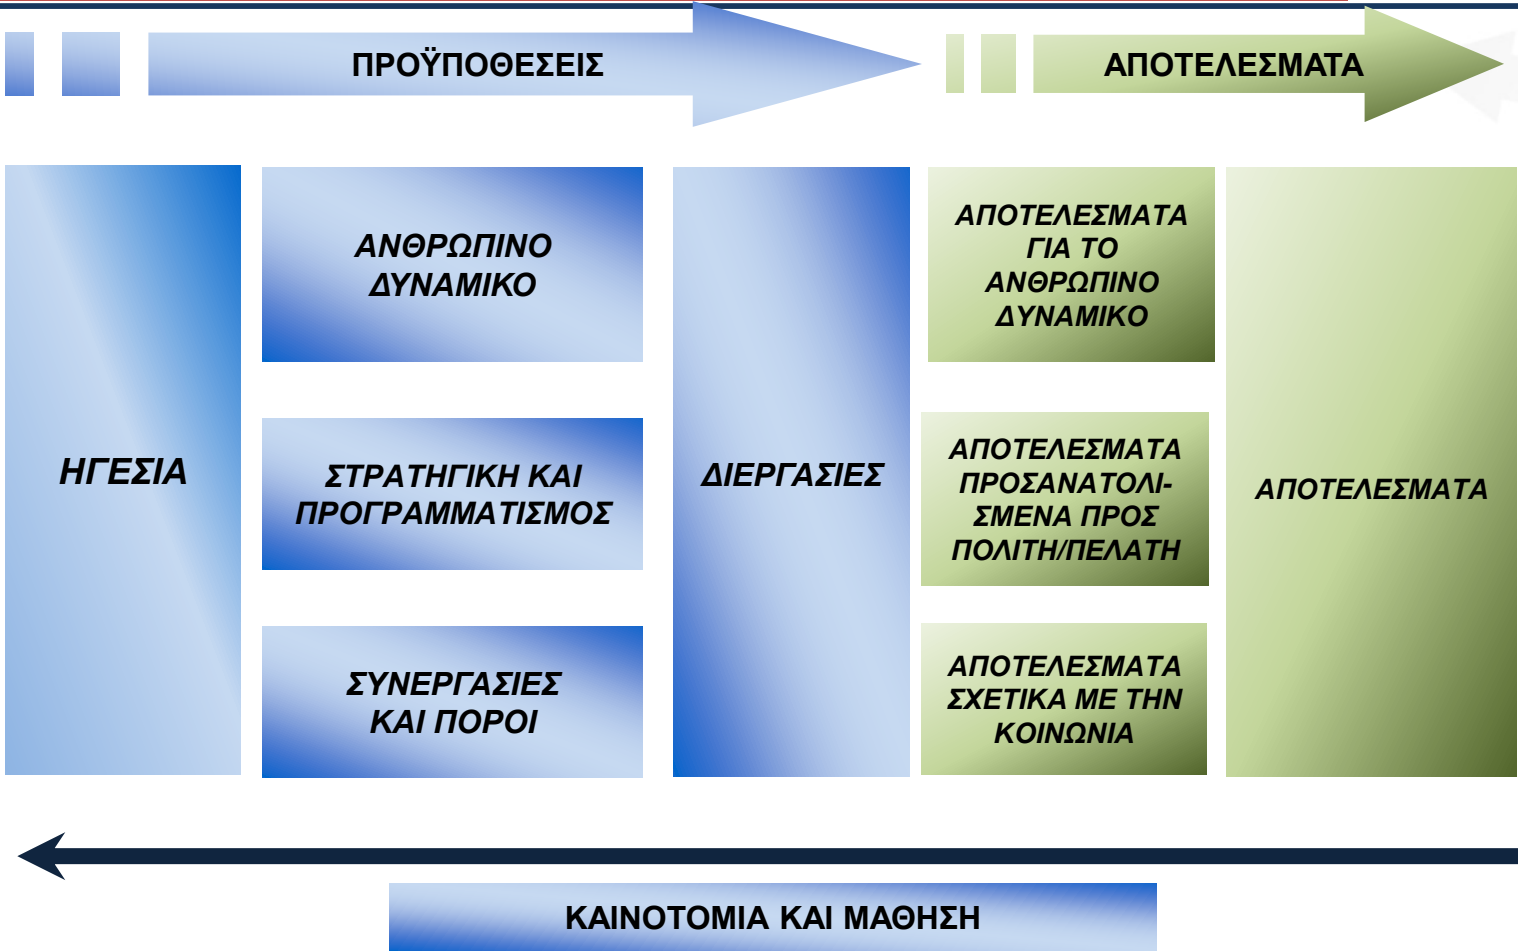 ΠΡΟΫΠΟΘΕΣΕΙΣ
ΑΠΟΤΕΛΕΣΜΑΤΑ
ΗΓΕΣΙΑ
ΑΝΘΡΩΠΙΝΟ
ΔΥΝΑΜΙΚΟ
ΣΤΡΑΤΗΓΙΚΗ ΚΑΙ
ΠΡΟΓΡΑΜΜΑΤΙΣΜΟΣ
ΣΥΝΕΡΓΑΣΙΕΣ
ΚΑΙ ΠΟΡΟΙ
ΔΙΕΡΓΑΣΙΕΣ
ΑΠΟΤΕΛΕΣΜΑΤΑ
ΓΙΑ ΤΟ
ΑΝΘΡΩΠΙΝΟ
ΔΥΝΑΜΙΚΟ
ΑΠΟΤΕΛΕΣΜΑΤΑ
ΠΡΟΣΑΝΑΤΟΛΙ-
ΣΜΕΝΑ ΠΡΟΣ
ΠΟΛΙΤΗ/ΠΕΛΑΤΗ
ΑΠΟΤΕΛΕΣΜΑΤΑ
ΣΧΕΤΙΚΑ ΜΕ ΤΗΝ
ΚΟΙΝΩΝΙΑ
ΑΠΟΤΕΛΕΣΜΑΤΑ
ΚΑΙΝΟΤΟΜΙΑ ΚΑΙ ΜΑΘΗΣΗ